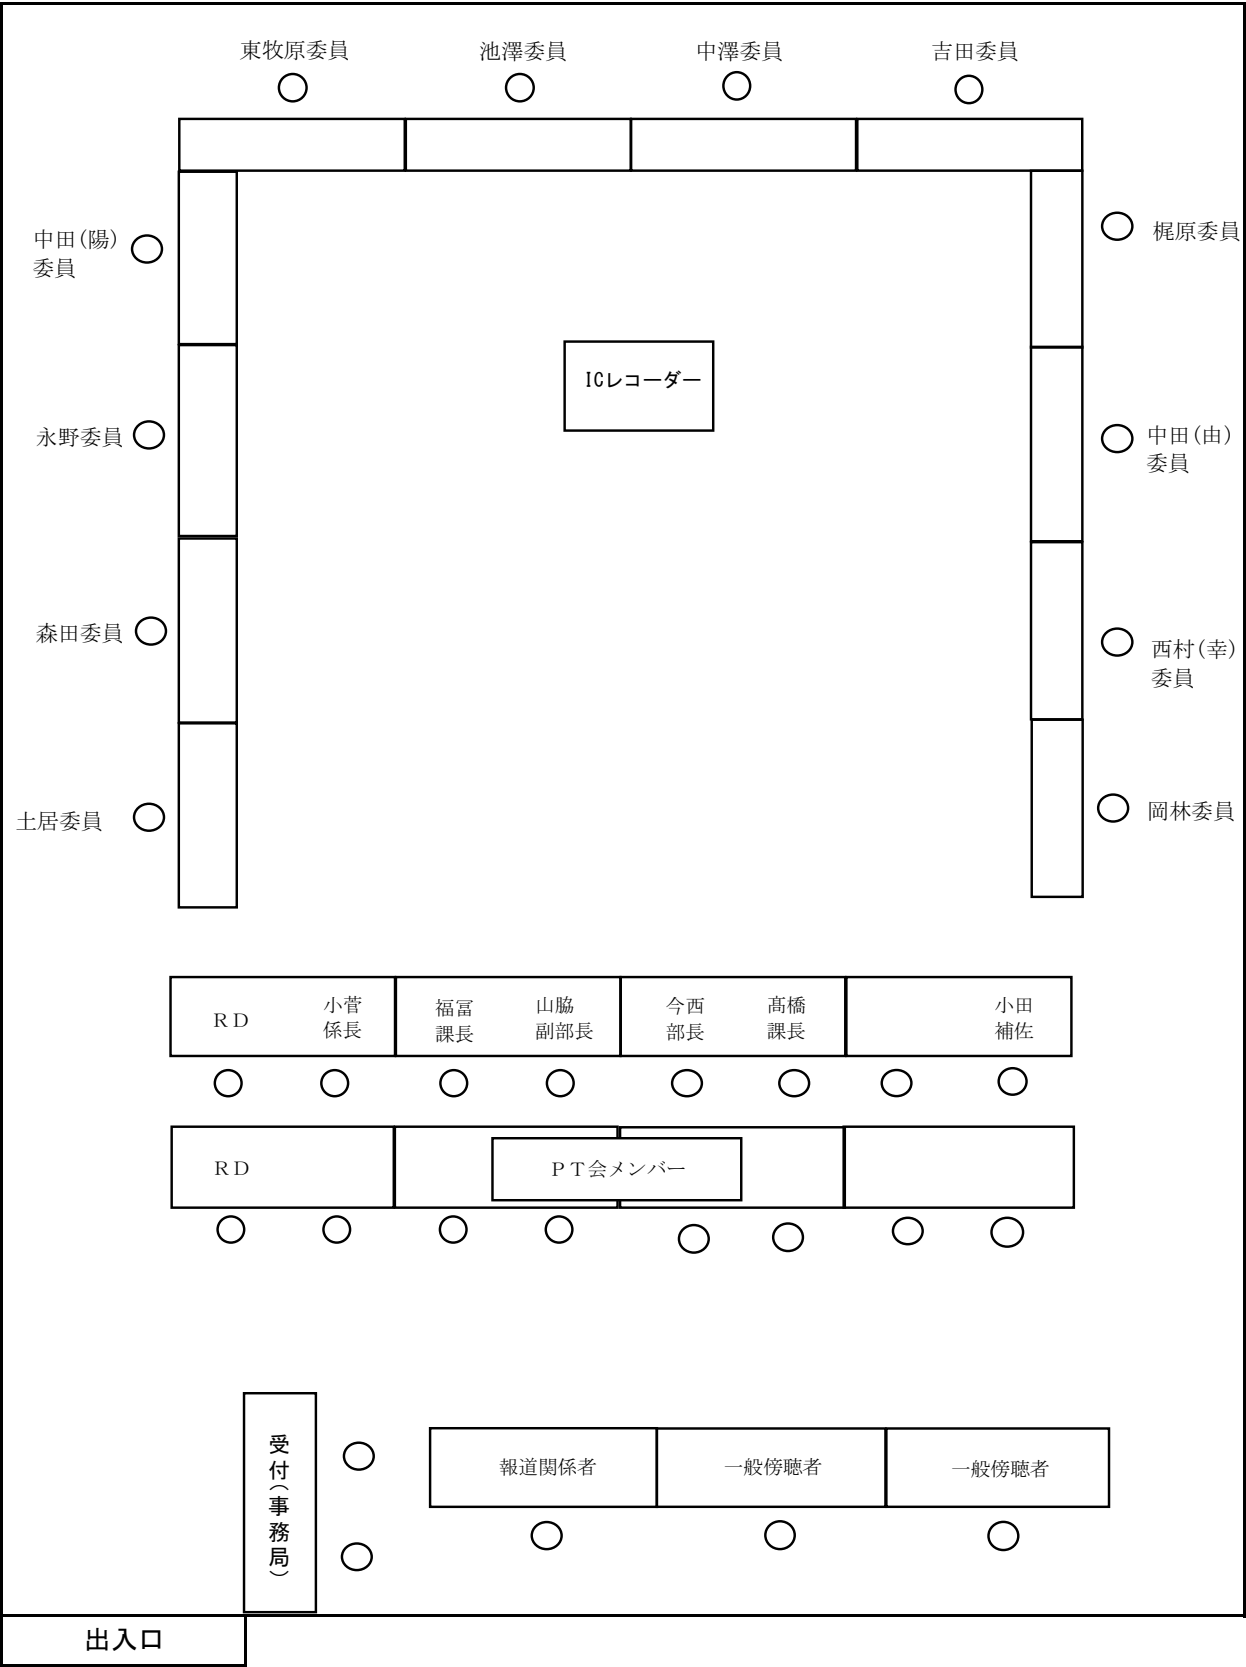 東牧原委員
池澤委員
中澤委員
吉田委員
中田(陽)
委員
梶原委員
ICレコーダー
永野委員
中田(由)
委員
森田委員
西村(幸)
委員
土居委員
岡林委員
ＲＤ
小菅
係長
福冨
課長
山脇
副部長
今西
部長
髙橋
課長
小田
補佐
ＲＤ
ＰＴ会メンバー
受付(事務局)
報道関係者
一般傍聴者
一般傍聴者
出入口